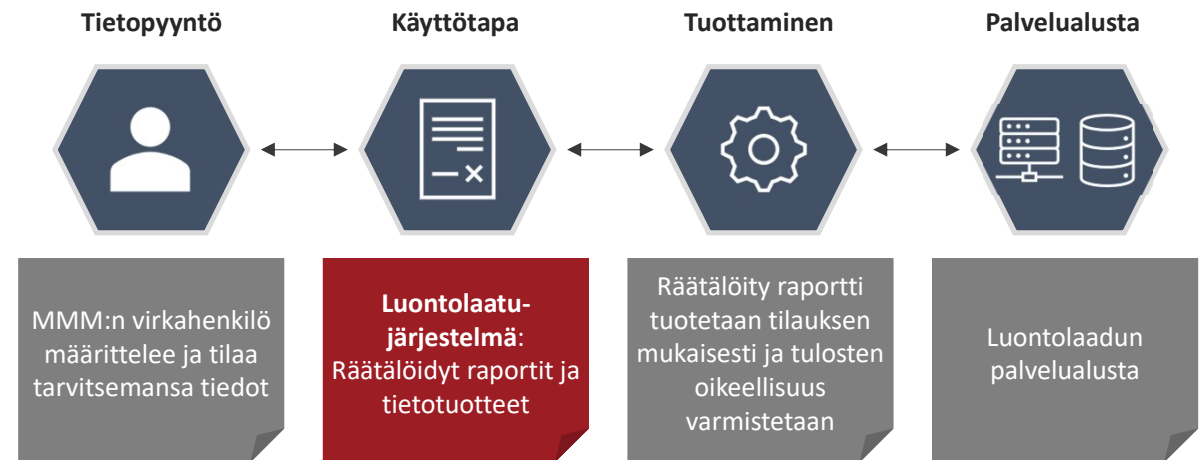 Tietopyyntö
Käyttötapa
Tuottaminen
Palvelualusta
MMM:n virkahenkilö
määrittelee ja tilaa
tarvitsemansa tiedot
Luontolaatu-
järjestelmä:
Räätälöidyt raportit ja
tietotuotteet
Räätälöity raportti
tuotetaan tilauksen
mukaisesti ja tulosten
oikeellisuus
varmistetaan
Luontolaadun
palvelualusta